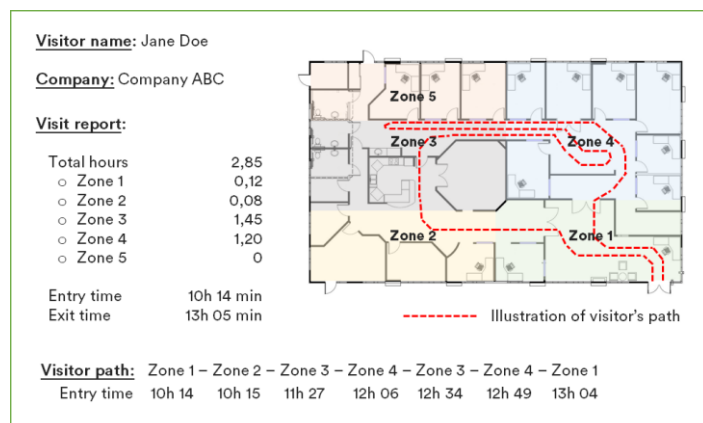 Visitor name: Jane Doe
Company: Company ABC
Visit report:
Total hours 2,85
○ Zone 1 0,12
○ Zone 2 0,08
○ Zone 3 1,45
○ Zone 4 1,20
○ Zone 5 0
Entry time 10h 14 min
Exit time 13h 05 min
Zone 5
Zone 3
Zone 4
Zone 2
Zone 1
Illustration of visitor's path
Visitor path: Zone 1 – Zone 2 – Zone 3 – Zone 4 – Zone 3 – Zone 4 – Zone 1
Entry time 10h 14 10h 15 11h 27 12h 06 12h 34 12h 49 13h 04